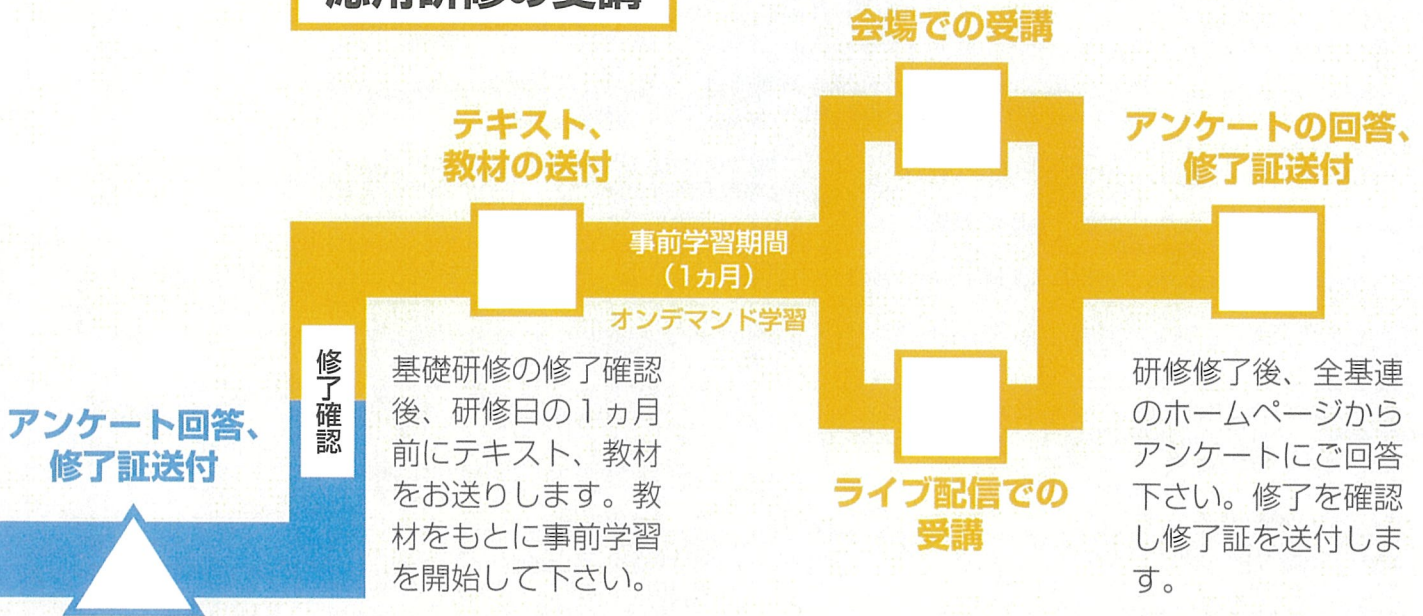 応用研修の受講
会場での受講
テキスト、
教材の送付
アンケートの回答、
修了証送付
事前学習期間
（1ヵ月）
オンデマンド学習
修了確認
基礎研修の修了確認
後、研修日の1ヵ月
前にテキスト、教材
をお送りします。教
材をもとに事前学習
を開始して下さい。
研修修了後、全基連
のホームページから
アンケートにご回答
下さい。修了を確認
し修了証を送付しま
す。
アンケート回答、
修了証送付
ライブ配信での
受講